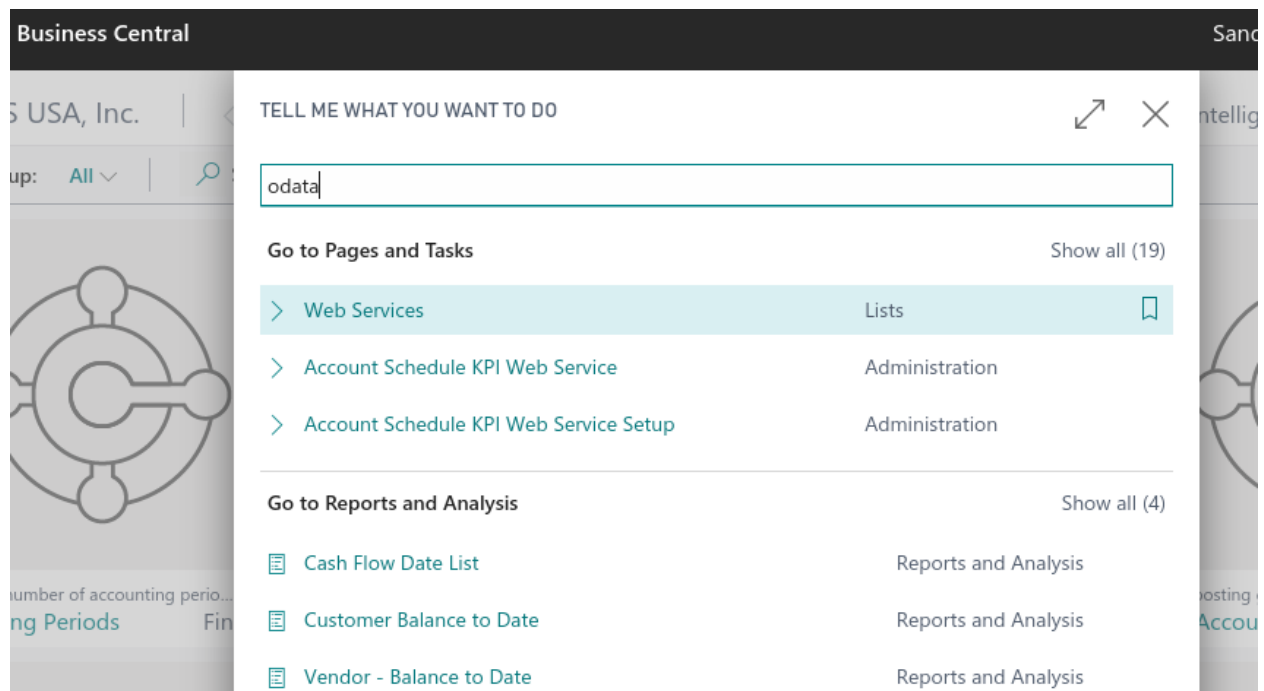 Business Central
Sand
S USA, Inc.
TELL ME WHAT YOU WANT TO DO
ntellig
up: All
odata
Go to Pages and Tasks Show all (19)
Web Services Lists
Account Schedule KPI Web Service Administration
Account Schedule KPI Web Service Setup Administration
Go to Reports and Analysis Show all (4)
Cash Flow Date List Reports and Analysis
number of accounting perio...
posting
ng Periods Fin
Customer Balance to Date Reports and Analysis
Accou
Vendor - Balance to Date Reports and Analysis